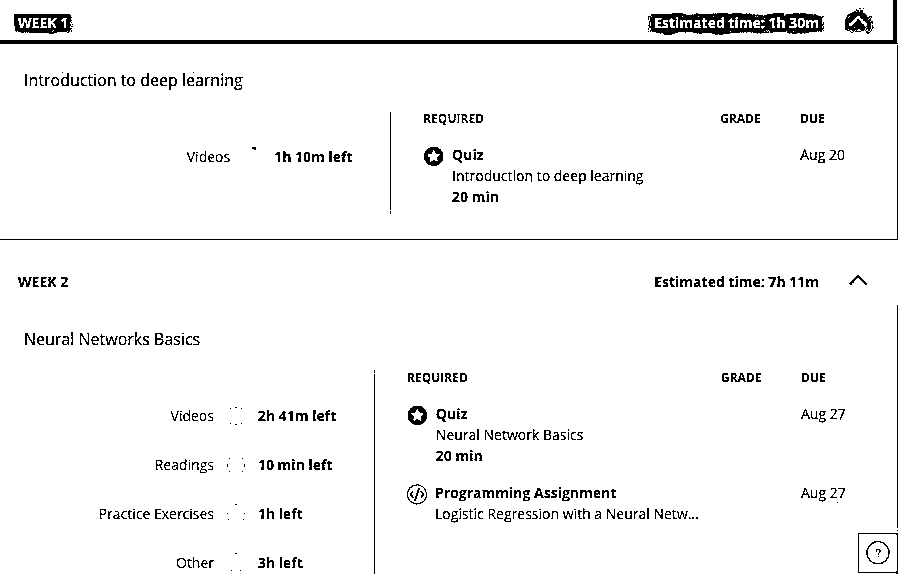 WEEK 1
Estimated time: 1h 30m
Introduction to deep learning
REQUIRED GRADE DUE
Videos 1h 10m left
Quiz Aug 20
Introduction to deep learning
20 min
WEEK 2
Estimated time: 7h 11m
Neural Networks Basics
REQUIRED GRADE DUE
Videos 2h 41m left
Quiz Aug 27
Neural Network Basics
20 min
Readings 10 min left
Programming Assignment Aug 27
Logistic Regression with a Neural Netw...
Practice Exercises 1h left
Other 3h left
?